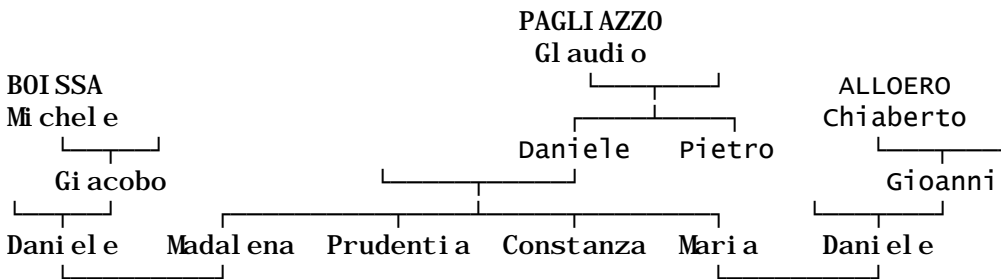 PAGLIAZZO
Glaudio
BOISSA ALLOERO
Michele Chiaberto
Daniele Pietro
Giacobo Gioanni
Daniele Madalena Prudentia Constanza Maria Daniele